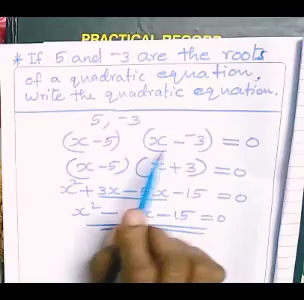 PRACTICAL RECORD
* If 5 and -3 are the roots
of a quadratic equation,
write the quadratic equation.
5, -3
(x-5) (x - -3) = 0
(x-5) (x+3) = 0
x² + 3x - 5x - 15 = 0
x² - x - 15 = 0